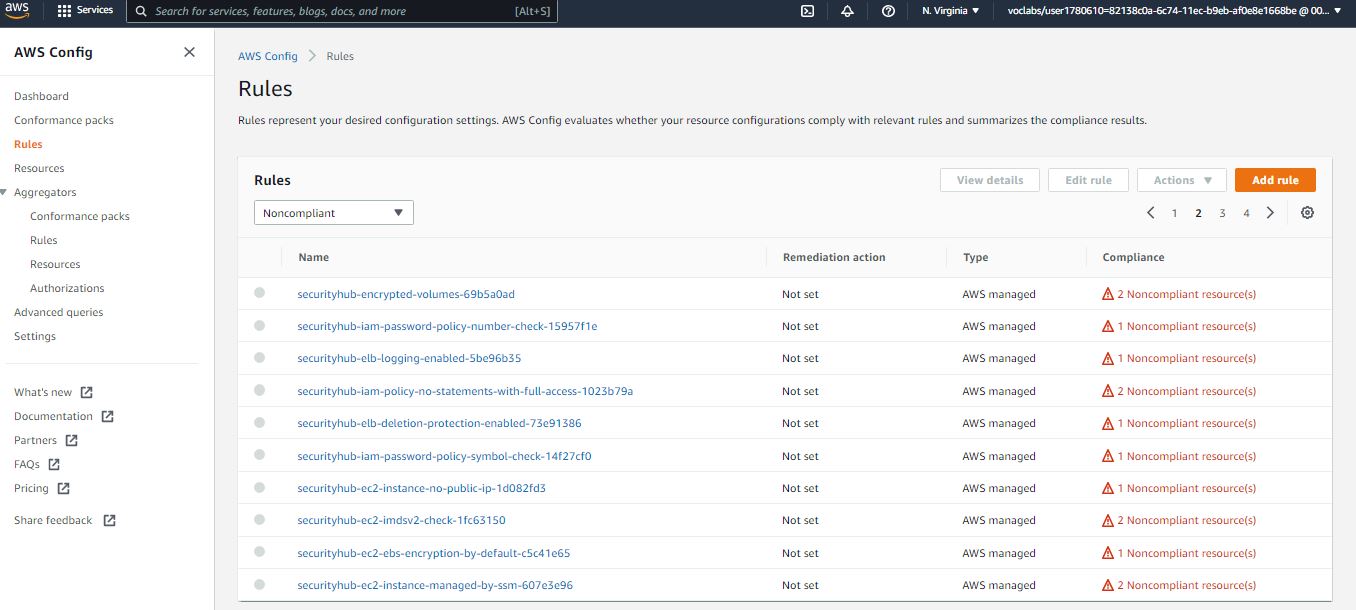 aws
Services
Search for services, features, blogs, docs, and more
[Alt+S]
N. Virginia
voclabs/user1780610=82138c0a-6c74-11ec-b9eb-af0e8e1668be @ 00...
AWS Config
Dashboard
Conformance packs
Rules
Resources
Aggregators
Conformance packs
Rules
Resources
Authorizations
Advanced queries
Settings
What's new
Documentation
Partners
FAQs
Pricing
Share feedback
AWS Config > Rules
Rules
Rules represent your desired configuration settings. AWS Config evaluates whether your resource configurations comply with relevant rules and summarizes the compliance results.
Rules
View details Edit rule Actions Add rule
Noncompliant
1 2 3 4
Name Remediation action Type Compliance
securityhub-encrypted-volumes-69b5a0ad Not set AWS managed 2 Noncompliant resource(s)
securityhub-iam-password-policy-number-check-15957f1e Not set AWS managed 1 Noncompliant resource(s)
securityhub-elb-logging-enabled-5be96b35 Not set AWS managed 1 Noncompliant resource(s)
securityhub-iam-policy-no-statements-with-full-access-1023b79a Not set AWS managed 2 Noncompliant resource(s)
securityhub-elb-deletion-protection-enabled-73e91386 Not set AWS managed 1 Noncompliant resource(s)
securityhub-iam-password-policy-symbol-check-14f27cf0 Not set AWS managed 1 Noncompliant resource(s)
securityhub-ec2-instance-no-public-ip-1d082fd3 Not set AWS managed 1 Noncompliant resource(s)
securityhub-ec2-imdsv2-check-1fc63150 Not set AWS managed 2 Noncompliant resource(s)
securityhub-ec2-ebs-encryption-by-default-c5c41e65 Not set AWS managed 1 Noncompliant resource(s)
securityhub-ec2-instance-managed-by-ssm-607e3e96 Not set AWS managed 2 Noncompliant resource(s)